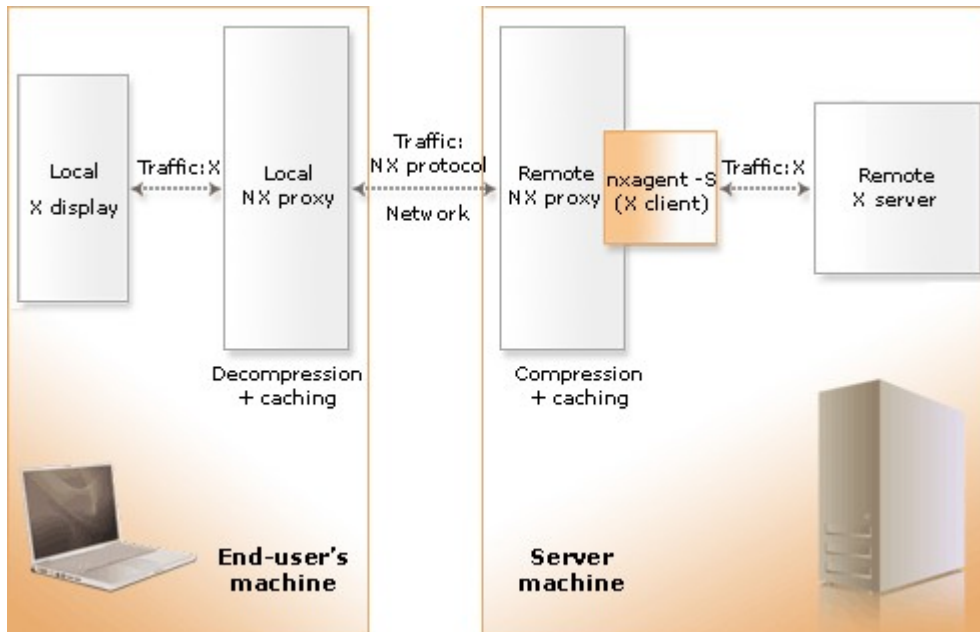 Local
X display
Traffic:X
Local
NX proxy
Decompression
+ caching
Traffic:
NX protocol
Network
Remote
NX proxy
Compression
+ caching
nxagent -S
(X client)
Traffic:X
Remote
X server
End-user's
machine
Server
machine